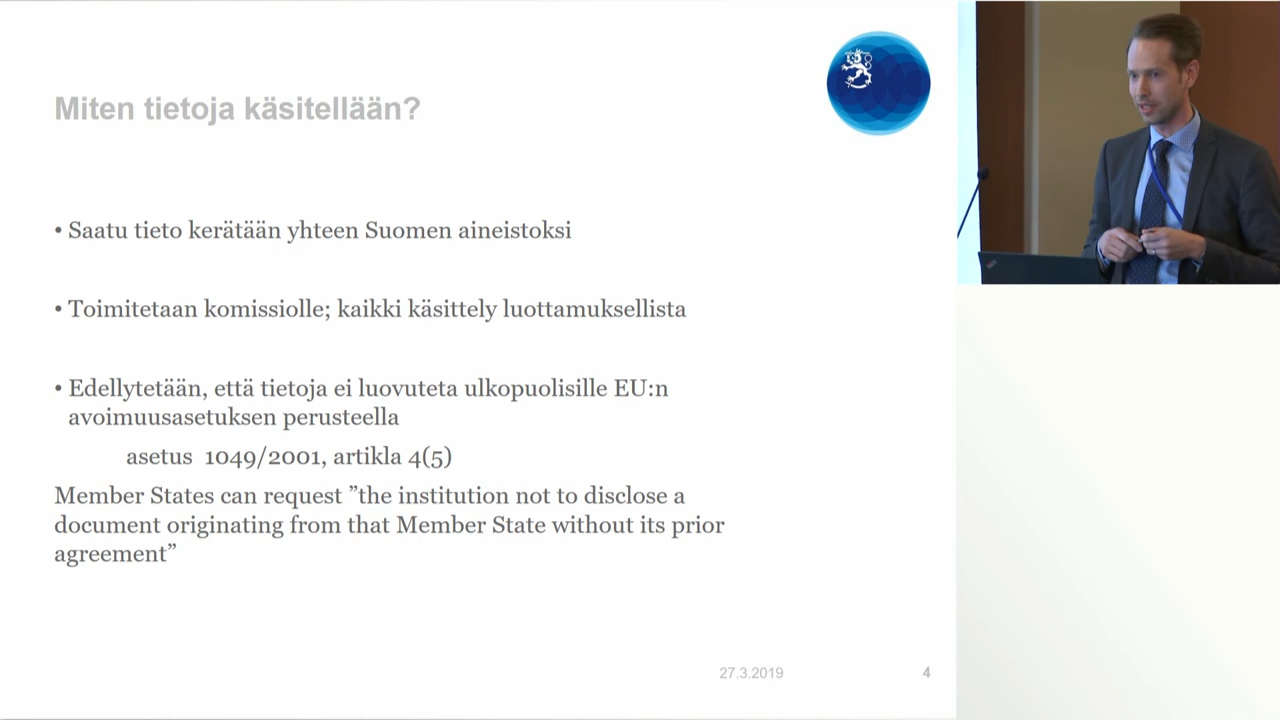 Miten tietoja käsitellään?
• Saatu tieto kerätään yhteen Suomen aineistoksi
• Toimitetaan komissiolle; kaikki käsittely luottamuksellista
• Edellytetään, että tietoja ei luovuteta ulkopuolisille EU:n
avoimuusasetuksen perusteella
asetus 1049/2001, artikla 4(5)
Member States can request ”the institution not to disclose a
document originating from that Member State without its prior
agreement”
27.3.2019
4